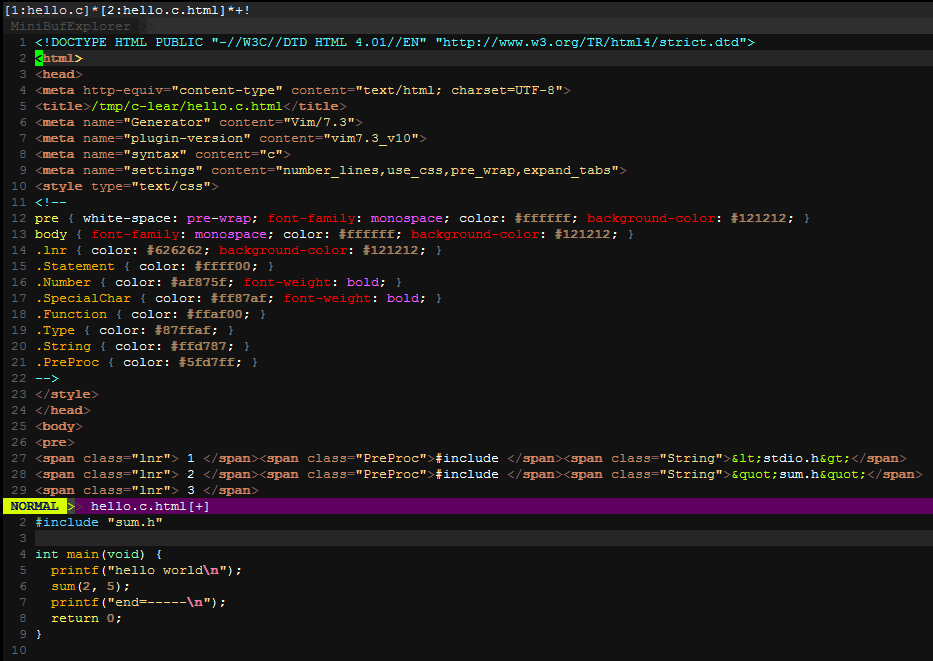 [1:hello.c]*[2:hello.c.html]*+!
MiniBufExplorer
1 <!DOCTYPE HTML PUBLIC "-//W3C//DTD HTML 4.01//EN" "http://www.w3.org/TR/html4/strict.dtd">
2 <html>
3 <head>
4 <meta http-equiv="content-type" content="text/html; charset=UTF-8">
5 <title>/tmp/c-lear/hello.c.html</title>
6 <meta name="Generator" content="Vim/7.3">
7 <meta name="plugin-version" content="vim7.3_v10">
8 <meta name="syntax" content="c">
9 <meta name="settings" content="number_lines,use_css,pre_wrap,expand_tabs">
10 <style type="text/css">
11 <!--
12 pre { white-space: pre-wrap; font-family: monospace; color: #ffffff; background-color: #121212; }
13 body { font-family: monospace; color: #ffffff; background-color: #121212; }
14 .lnr { color: #626262; background-color: #121212; }
15 .Statement { color: #ffff00; }
16 .Number { color: #af875f; font-weight: bold; }
17 .SpecialChar { color: #ff87af; font-weight: bold; }
18 .Function { color: #ffaf00; }
19 .Type { color: #87ffaf; }
20 .String { color: #ffd787; }
21 .PreProc { color: #5fd7ff; }
22 -->
23 </style>
24 </head>
25 <body>
26 <pre>
27 <span class="lnr"> 1 </span><span class="PreProc">#include </span><span class="String">&lt;stdio.h&gt;</span>
28 <span class="lnr"> 2 </span><span class="PreProc">#include </span><span class="String">&quot;sum.h&quot;</span>
29 <span class="lnr"> 3 </span>
NORMAL >> hello.c.html[+]
2 #include "sum.h"
3
4 int main(void) {
5 printf("hello world\n");
6 sum(2, 5);
7 printf("end=-----\n");
8 return 0;
9 }
10